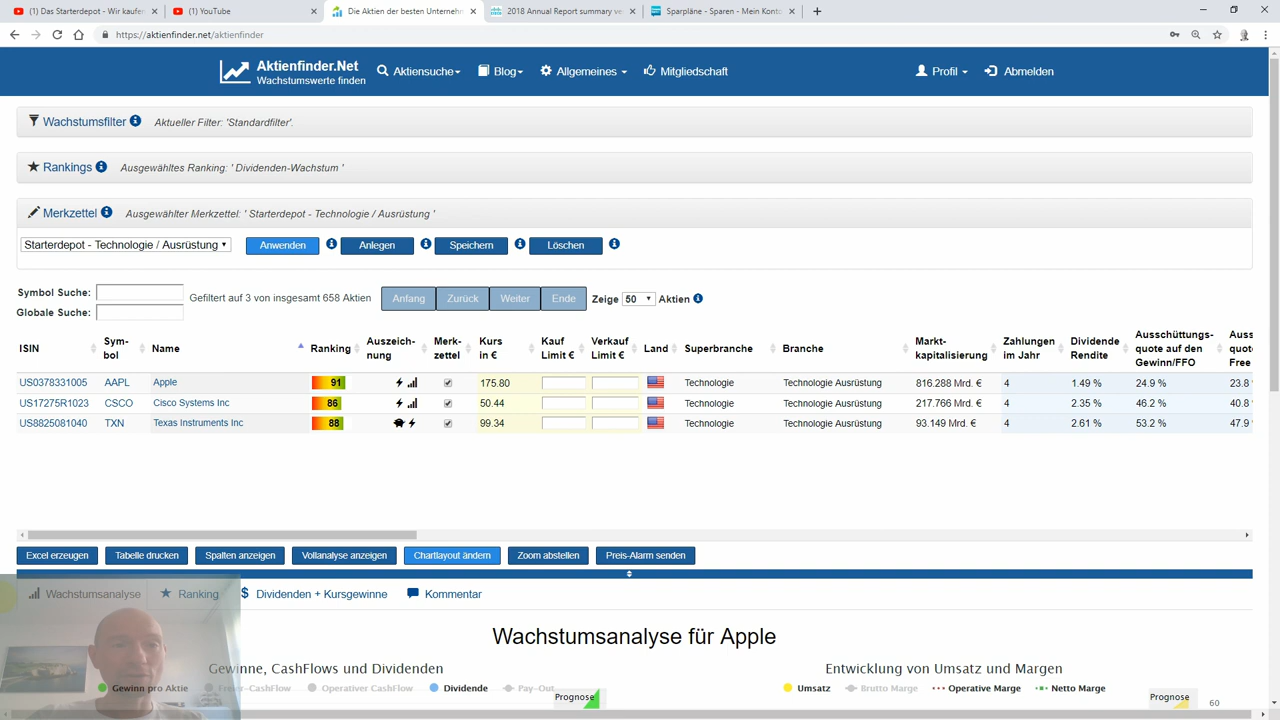 (1) Das Starterdepot - Wir kaufen
(1) YouTube
Die Aktien der besten Unternehm
2018 Annual Report summary ve
Sparpläne - Sparen - Mein Konto
https://aktienfinder.net/aktienfinder
Aktienfinder.Net
Wachstumswerte finden
Aktiensuche
Blog
Allgemeines
Mitgliedschaft
Profil
Abmelden
Wachstumsfilter Aktueller Filter: 'Standardfilter'.
Rankings Ausgewähltes Ranking: ' Dividenden-Wachstum '
Merkzettel Ausgewählter Merkzettel: ' Starterdepot - Technologie / Ausrüstung '
Starterdepot - Technologie / Ausrüstung Anwenden Anlegen Speichern Löschen
Symbol Suche:
Globale Suche:
Gefiltert auf 3 von insgesamt 658 Aktien
Anfang Zurück Weiter Ende Zeige 50 Aktien
ISIN
Sym-
bol
Name
Ranking
Auszeich-
nung
Merk-
zettel
Kurs
in €
Kauf
Limit €
Verkauf
Limit €
Land
Superbranche
Branche
Markt-
kapitalisierung
Zahlungen
im Jahr
Dividende
Rendite
Ausschüttungs-
quote auf den
Gewinn/FFO
Auss
quot
Free
US0378331005 AAPL Apple 91 175.80 Technologie Technologie Ausrüstung 816.288 Mrd. € 4 1.49 % 24.9 % 23.8
US17275R1023 CSCO Cisco Systems Inc 86 50.44 Technologie Technologie Ausrüstung 217.766 Mrd. € 4 2.35 % 46.2 % 40.8
US8825081040 TXN Texas Instruments Inc 88 99.34 Technologie Technologie Ausrüstung 93.149 Mrd. € 4 2.61 % 53.2 % 47.9
Excel erzeugen Tabelle drucken Spalten anzeigen Vollanalyse anzeigen Chartlayout ändern Zoom abstellen Preis-Alarm senden
Wachstumsanalyse Ranking $ Dividenden + Kursgewinne Kommentar
Wachstumsanalyse für Apple
Gewinne, CashFlows und Dividenden
Gewinn pro Aktie Freier-CashFlow Operativer CashFlow Dividende Pay-Out
Prognose
Entwicklung von Umsatz und Margen
Umsatz Brutto Marge Operative Marge Netto Marge
Prognose
60